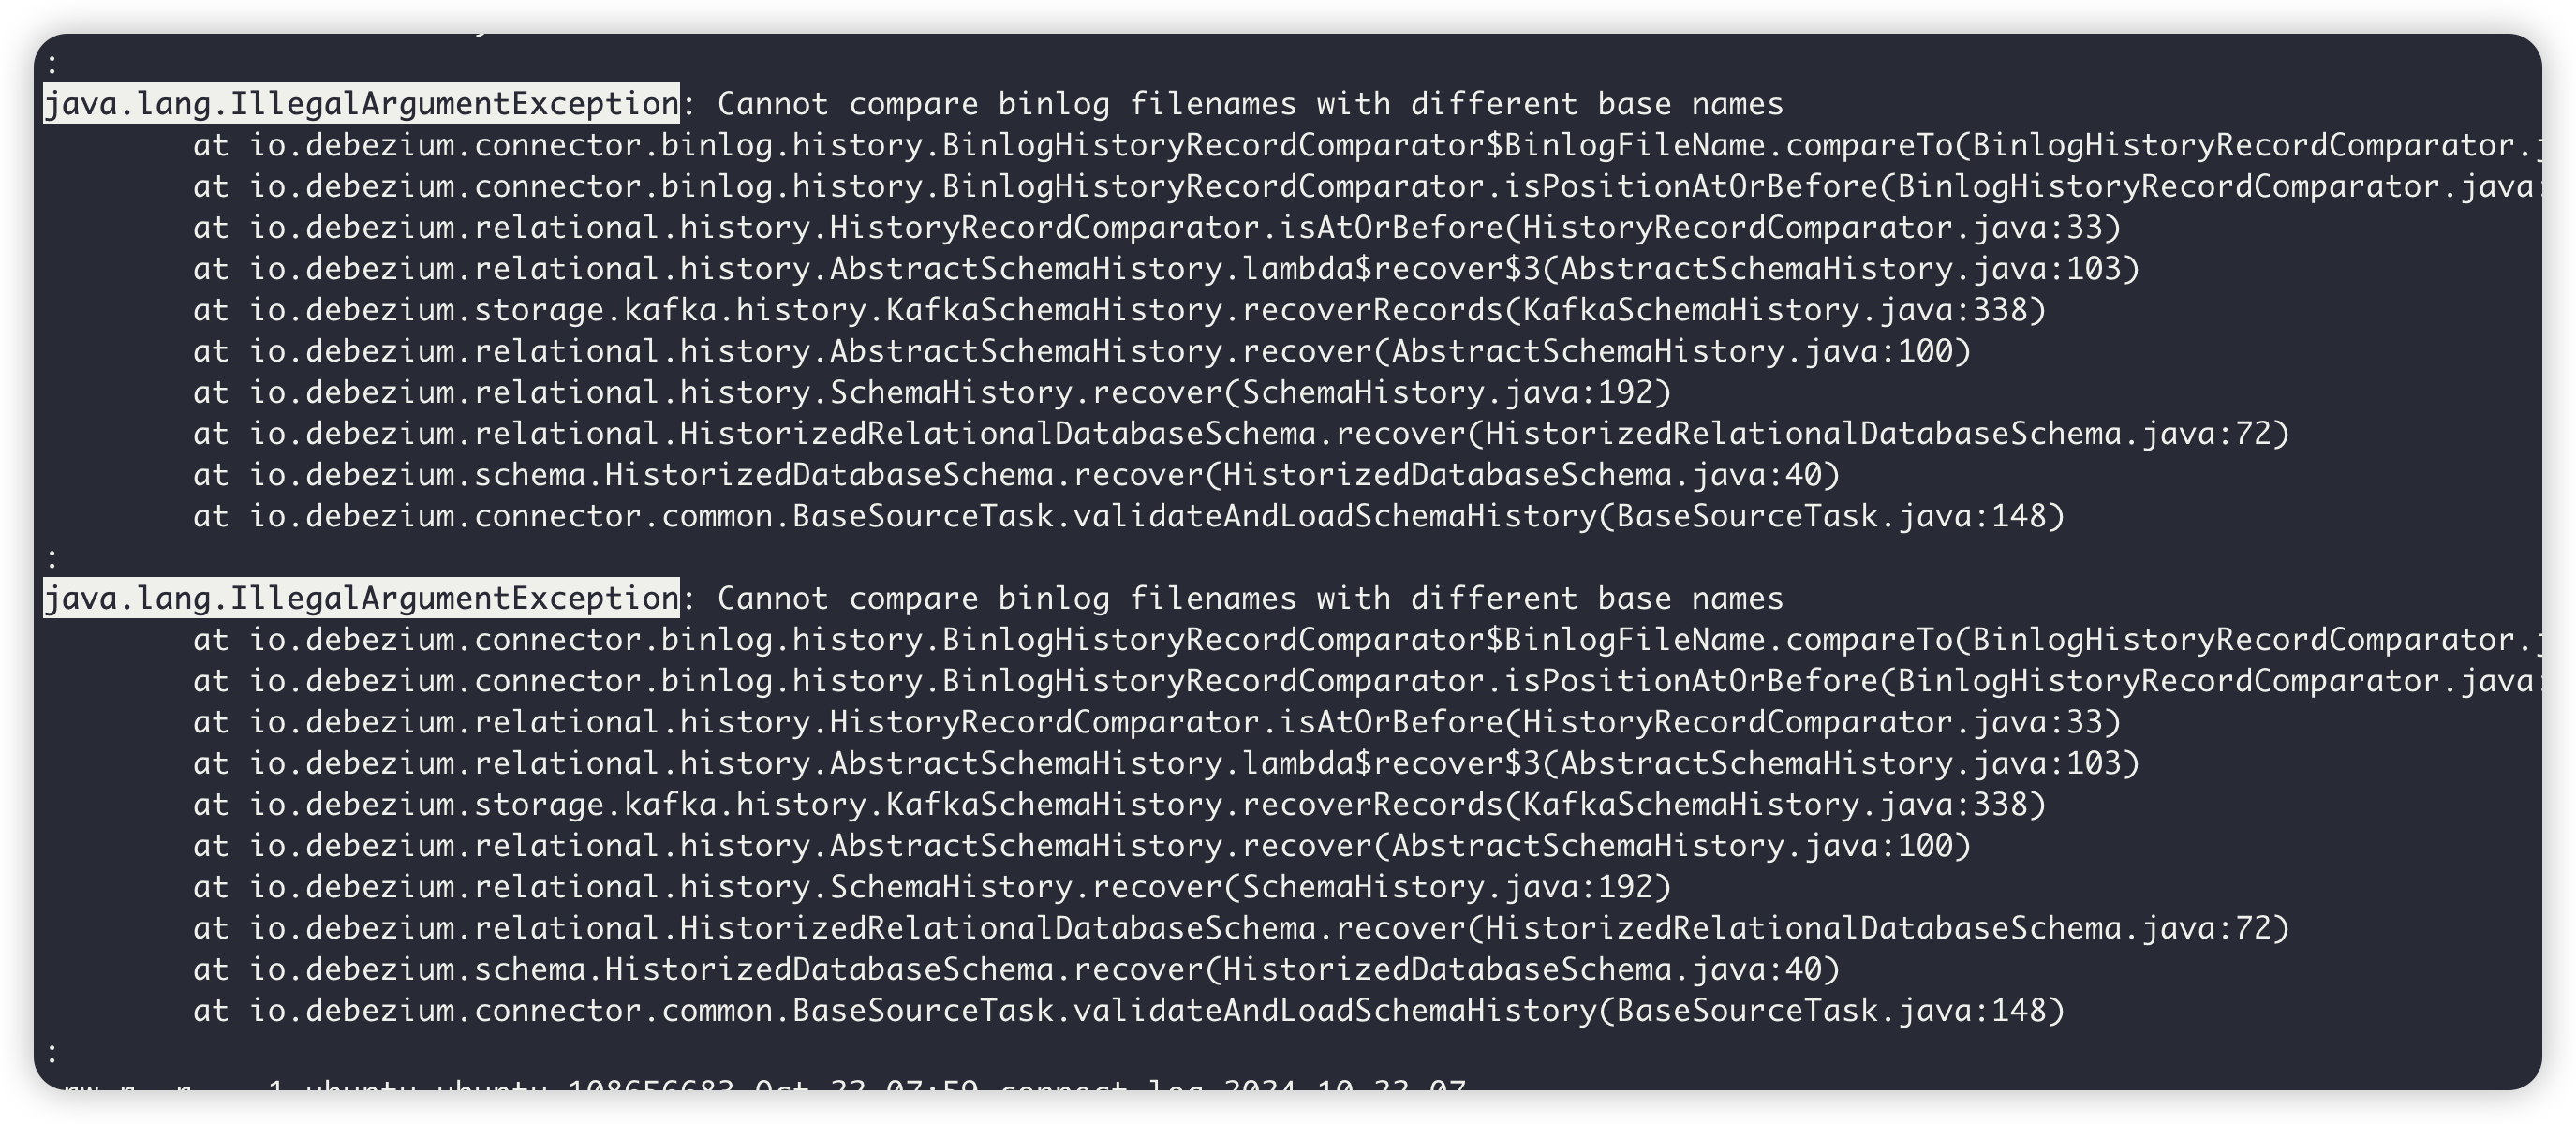 :
java.lang.IllegalArgumentException: Cannot compare binlog filenames with different base names
at io.debezium.connector.binlog.history.BinlogHistoryRecordComparator$BinlogFileName.compareTo(BinlogHistoryRecordComparator.j
at io.debezium.connector.binlog.history.BinlogHistoryRecordComparator.isPositionAtOrBefore(BinlogHistoryRecordComparator.java:
at io.debezium.relational.history.HistoryRecordComparator.isAtOrBefore(HistoryRecordComparator.java:33)
at io.debezium.relational.history.AbstractSchemaHistory.lambda$recover$3(AbstractSchemaHistory.java:103)
at io.debezium.storage.kafka.history.KafkaSchemaHistory.recoverRecords(KafkaSchemaHistory.java:338)
at io.debezium.relational.history.AbstractSchemaHistory.recover(AbstractSchemaHistory.java:100)
at io.debezium.relational.history.SchemaHistory.recover(SchemaHistory.java:192)
at io.debezium.relational.HistorizedRelationalDatabaseSchema.recover(HistorizedRelationalDatabaseSchema.java:72)
at io.debezium.schema.HistorizedDatabaseSchema.recover(HistorizedDatabaseSchema.java:40)
at io.debezium.connector.common.BaseSourceTask.validateAndLoadSchemaHistory(BaseSourceTask.java:148)
:
java.lang.IllegalArgumentException: Cannot compare binlog filenames with different base names
at io.debezium.connector.binlog.history.BinlogHistoryRecordComparator$BinlogFileName.compareTo(BinlogHistoryRecordComparator.j
at io.debezium.connector.binlog.history.BinlogHistoryRecordComparator.isPositionAtOrBefore(BinlogHistoryRecordComparator.java:
at io.debezium.relational.history.HistoryRecordComparator.isAtOrBefore(HistoryRecordComparator.java:33)
at io.debezium.relational.history.AbstractSchemaHistory.lambda$recover$3(AbstractSchemaHistory.java:103)
at io.debezium.storage.kafka.history.KafkaSchemaHistory.recoverRecords(KafkaSchemaHistory.java:338)
at io.debezium.relational.history.AbstractSchemaHistory.recover(AbstractSchemaHistory.java:100)
at io.debezium.relational.history.SchemaHistory.recover(SchemaHistory.java:192)
at io.debezium.relational.HistorizedRelationalDatabaseSchema.recover(HistorizedRelationalDatabaseSchema.java:72)
at io.debezium.schema.HistorizedDatabaseSchema.recover(HistorizedDatabaseSchema.java:40)
at io.debezium.connector.common.BaseSourceTask.validateAndLoadSchemaHistory(BaseSourceTask.java:148)
:
1 ubuntu ubuntu Oct